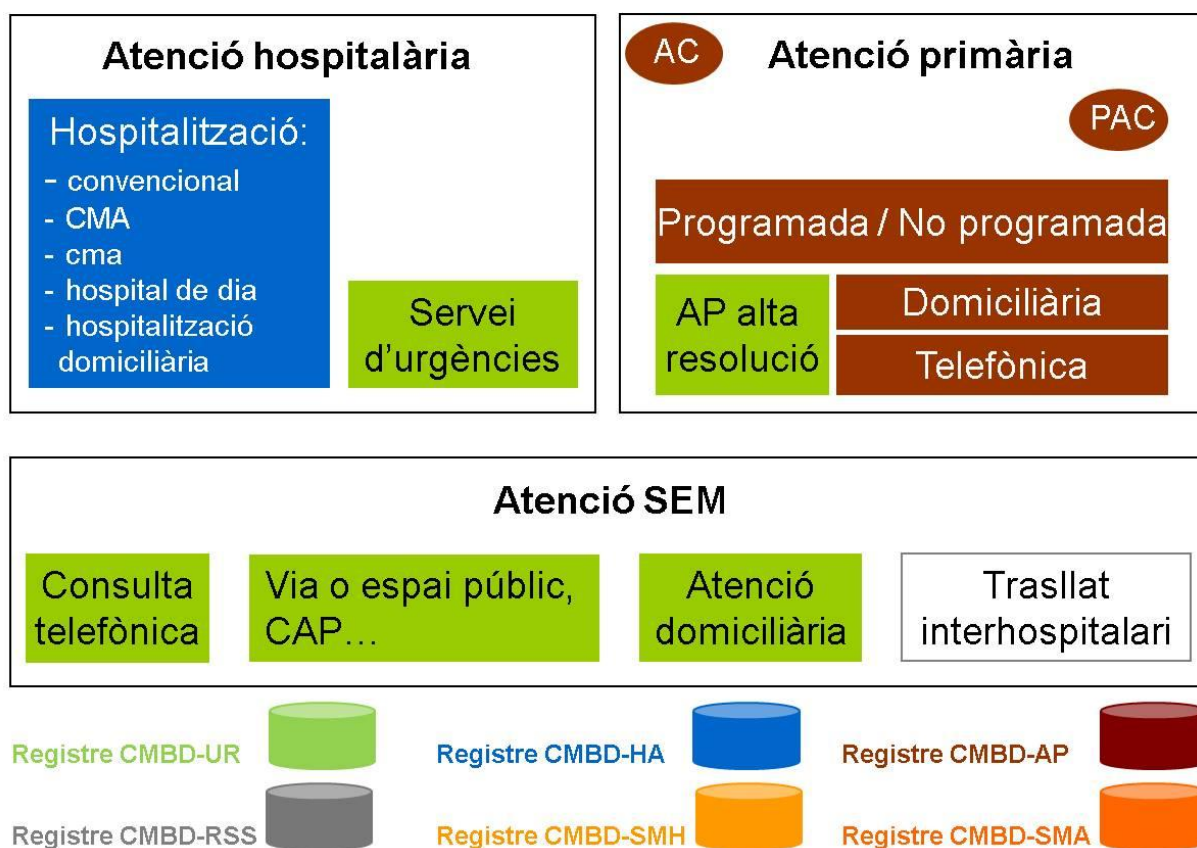 Atenció hospitalària
Hospitalització:
- convencional
- CMA
- cma
- hospital de dia
- hospitalització
domiciliària
Servei
d'urgències
AC
Atenció primària
PAC
Programada / No programada
AP alta
resolució
Domiciliària
Telefònica
Atenció SEM
Consulta
telefònica
Via o espai públic,
CAP...
Atenció
domiciliària
Trasllat
interhospitalari
Registre CMBD-UR
Registre CMBD-HA
Registre CMBD-AP
Registre CMBD-RSS
Registre CMBD-SMH
Registre CMBD-SMA